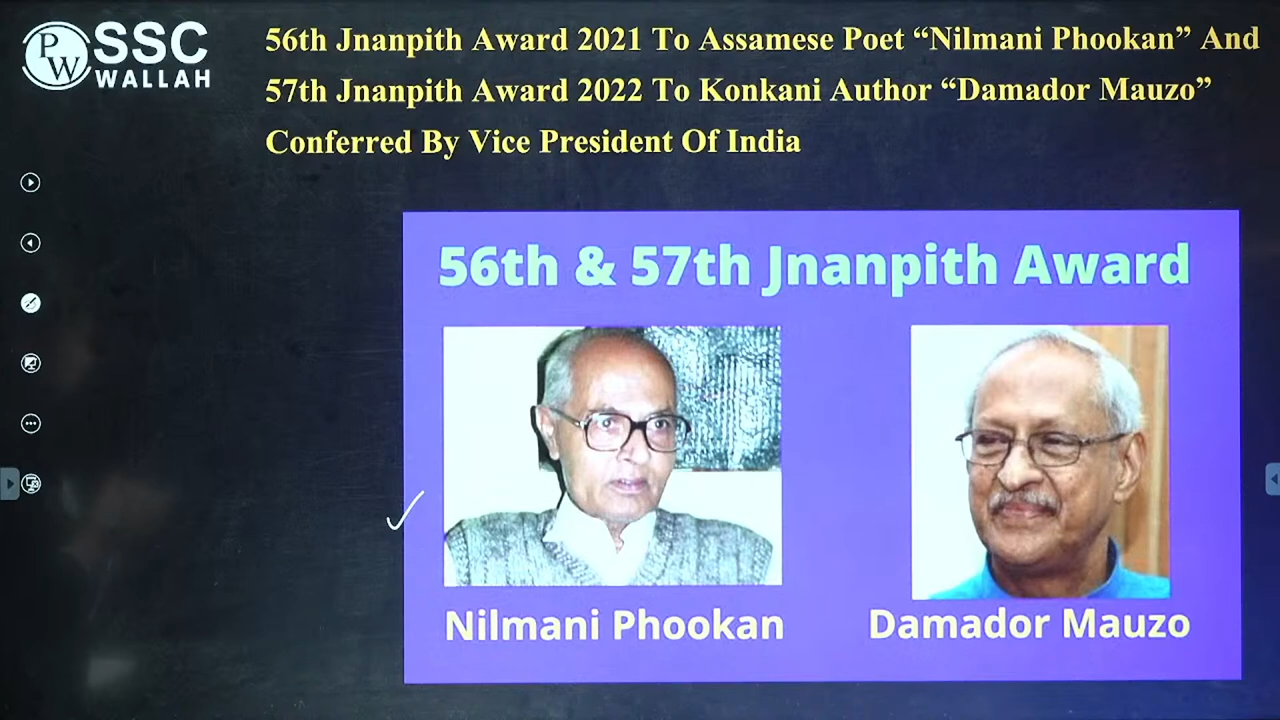 PW
SSC
WALLAH
56th Jnanpith Award 2021 To Assamese Poet “Nilmani Phookan” And
57th Jnanpith Award 2022 To Konkani Author “Damador Mauzo”
Conferred By Vice President Of India
56th & 57th Jnanpith Award
Nilmani Phookan
Damador Mauzo